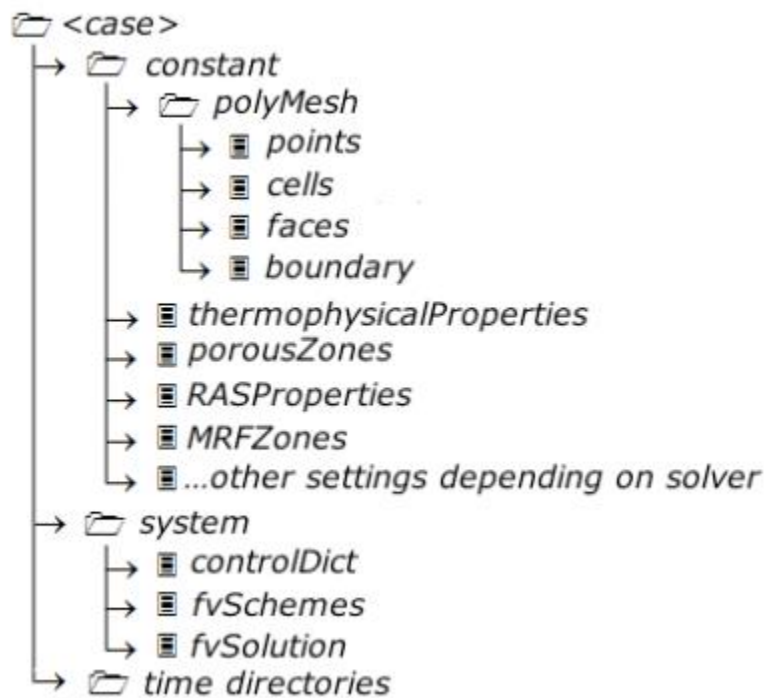 <case>
constant
polyMesh
points
cells
faces
boundary
thermophysicalProperties
porousZones
RASProperties
MRFZones
...other settings depending on solver
system
controlDict
fvSchemes
fvSolution
time directories